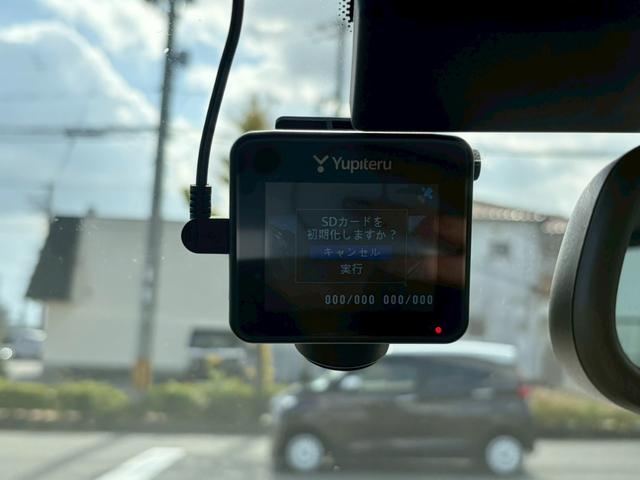 Yupiteru
SDカードを
初期化しますか？
キャンセル
実行
000/000 000/000